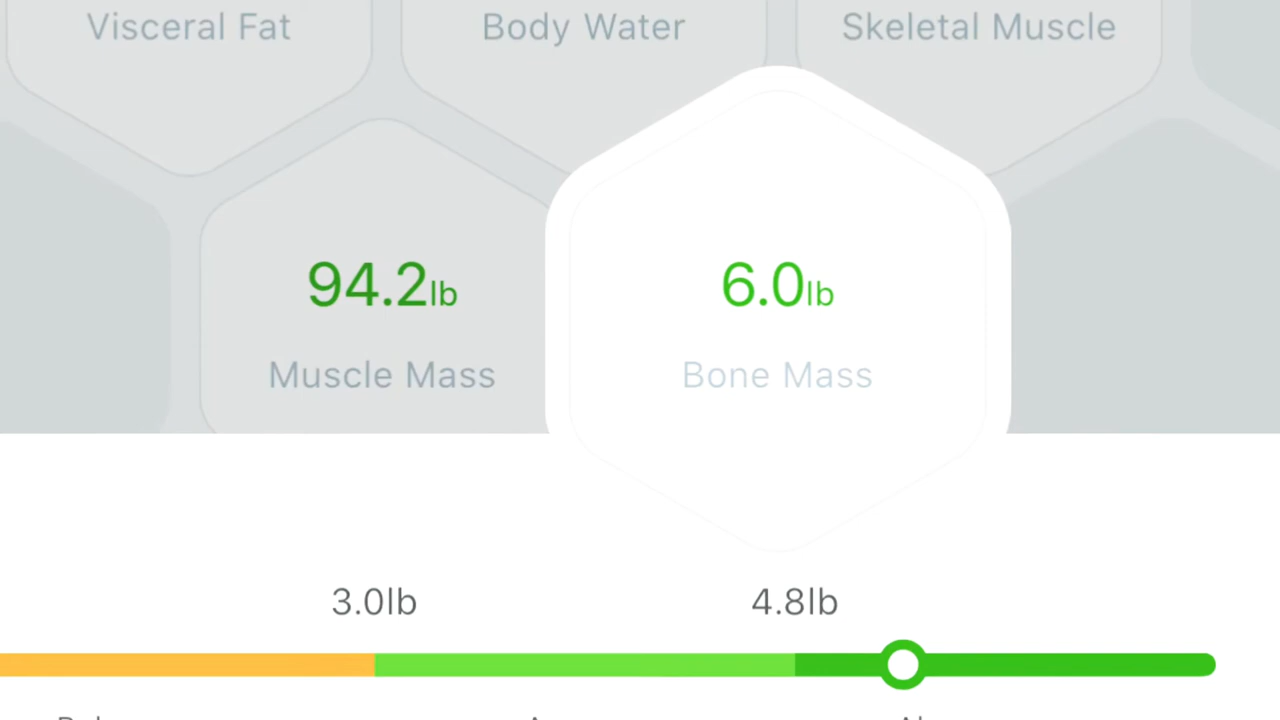 Visceral Fat
Body Water
Skeletal Muscle
94.2lb
6.0lb
Muscle Mass
Bone Mass
3.0lb
4.8lb